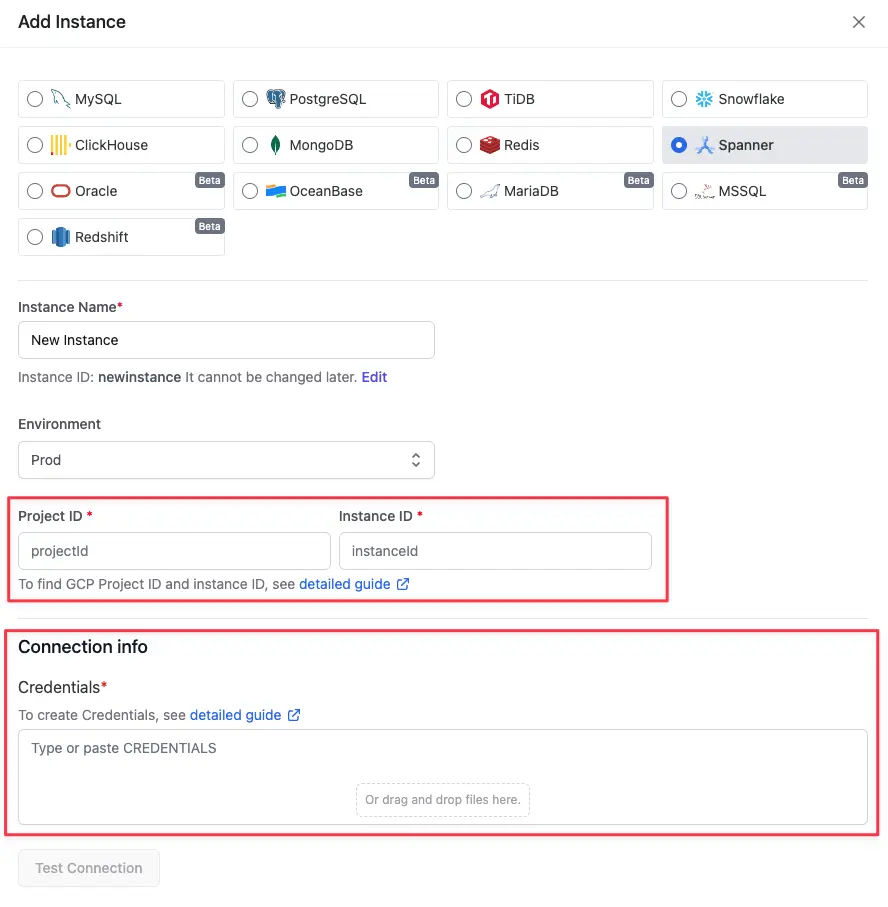 Add Instance
MySQL PostgreSQL TiDB Snowflake
ClickHouse MongoDB Redis Spanner
Oracle Beta OceanBase Beta MariaDB Beta MSSQL Beta
Redshift Beta
Instance Name*
New Instance
Instance ID: newinstance It cannot be changed later. Edit
Environment
Prod
Project ID * Instance ID *
projectId instanceId
To find GCP Project ID and instance ID, see detailed guide
Connection info
Credentials*
To create Credentials, see detailed guide
Type or paste CREDENTIALS
Or drag and drop files here.
Test Connection